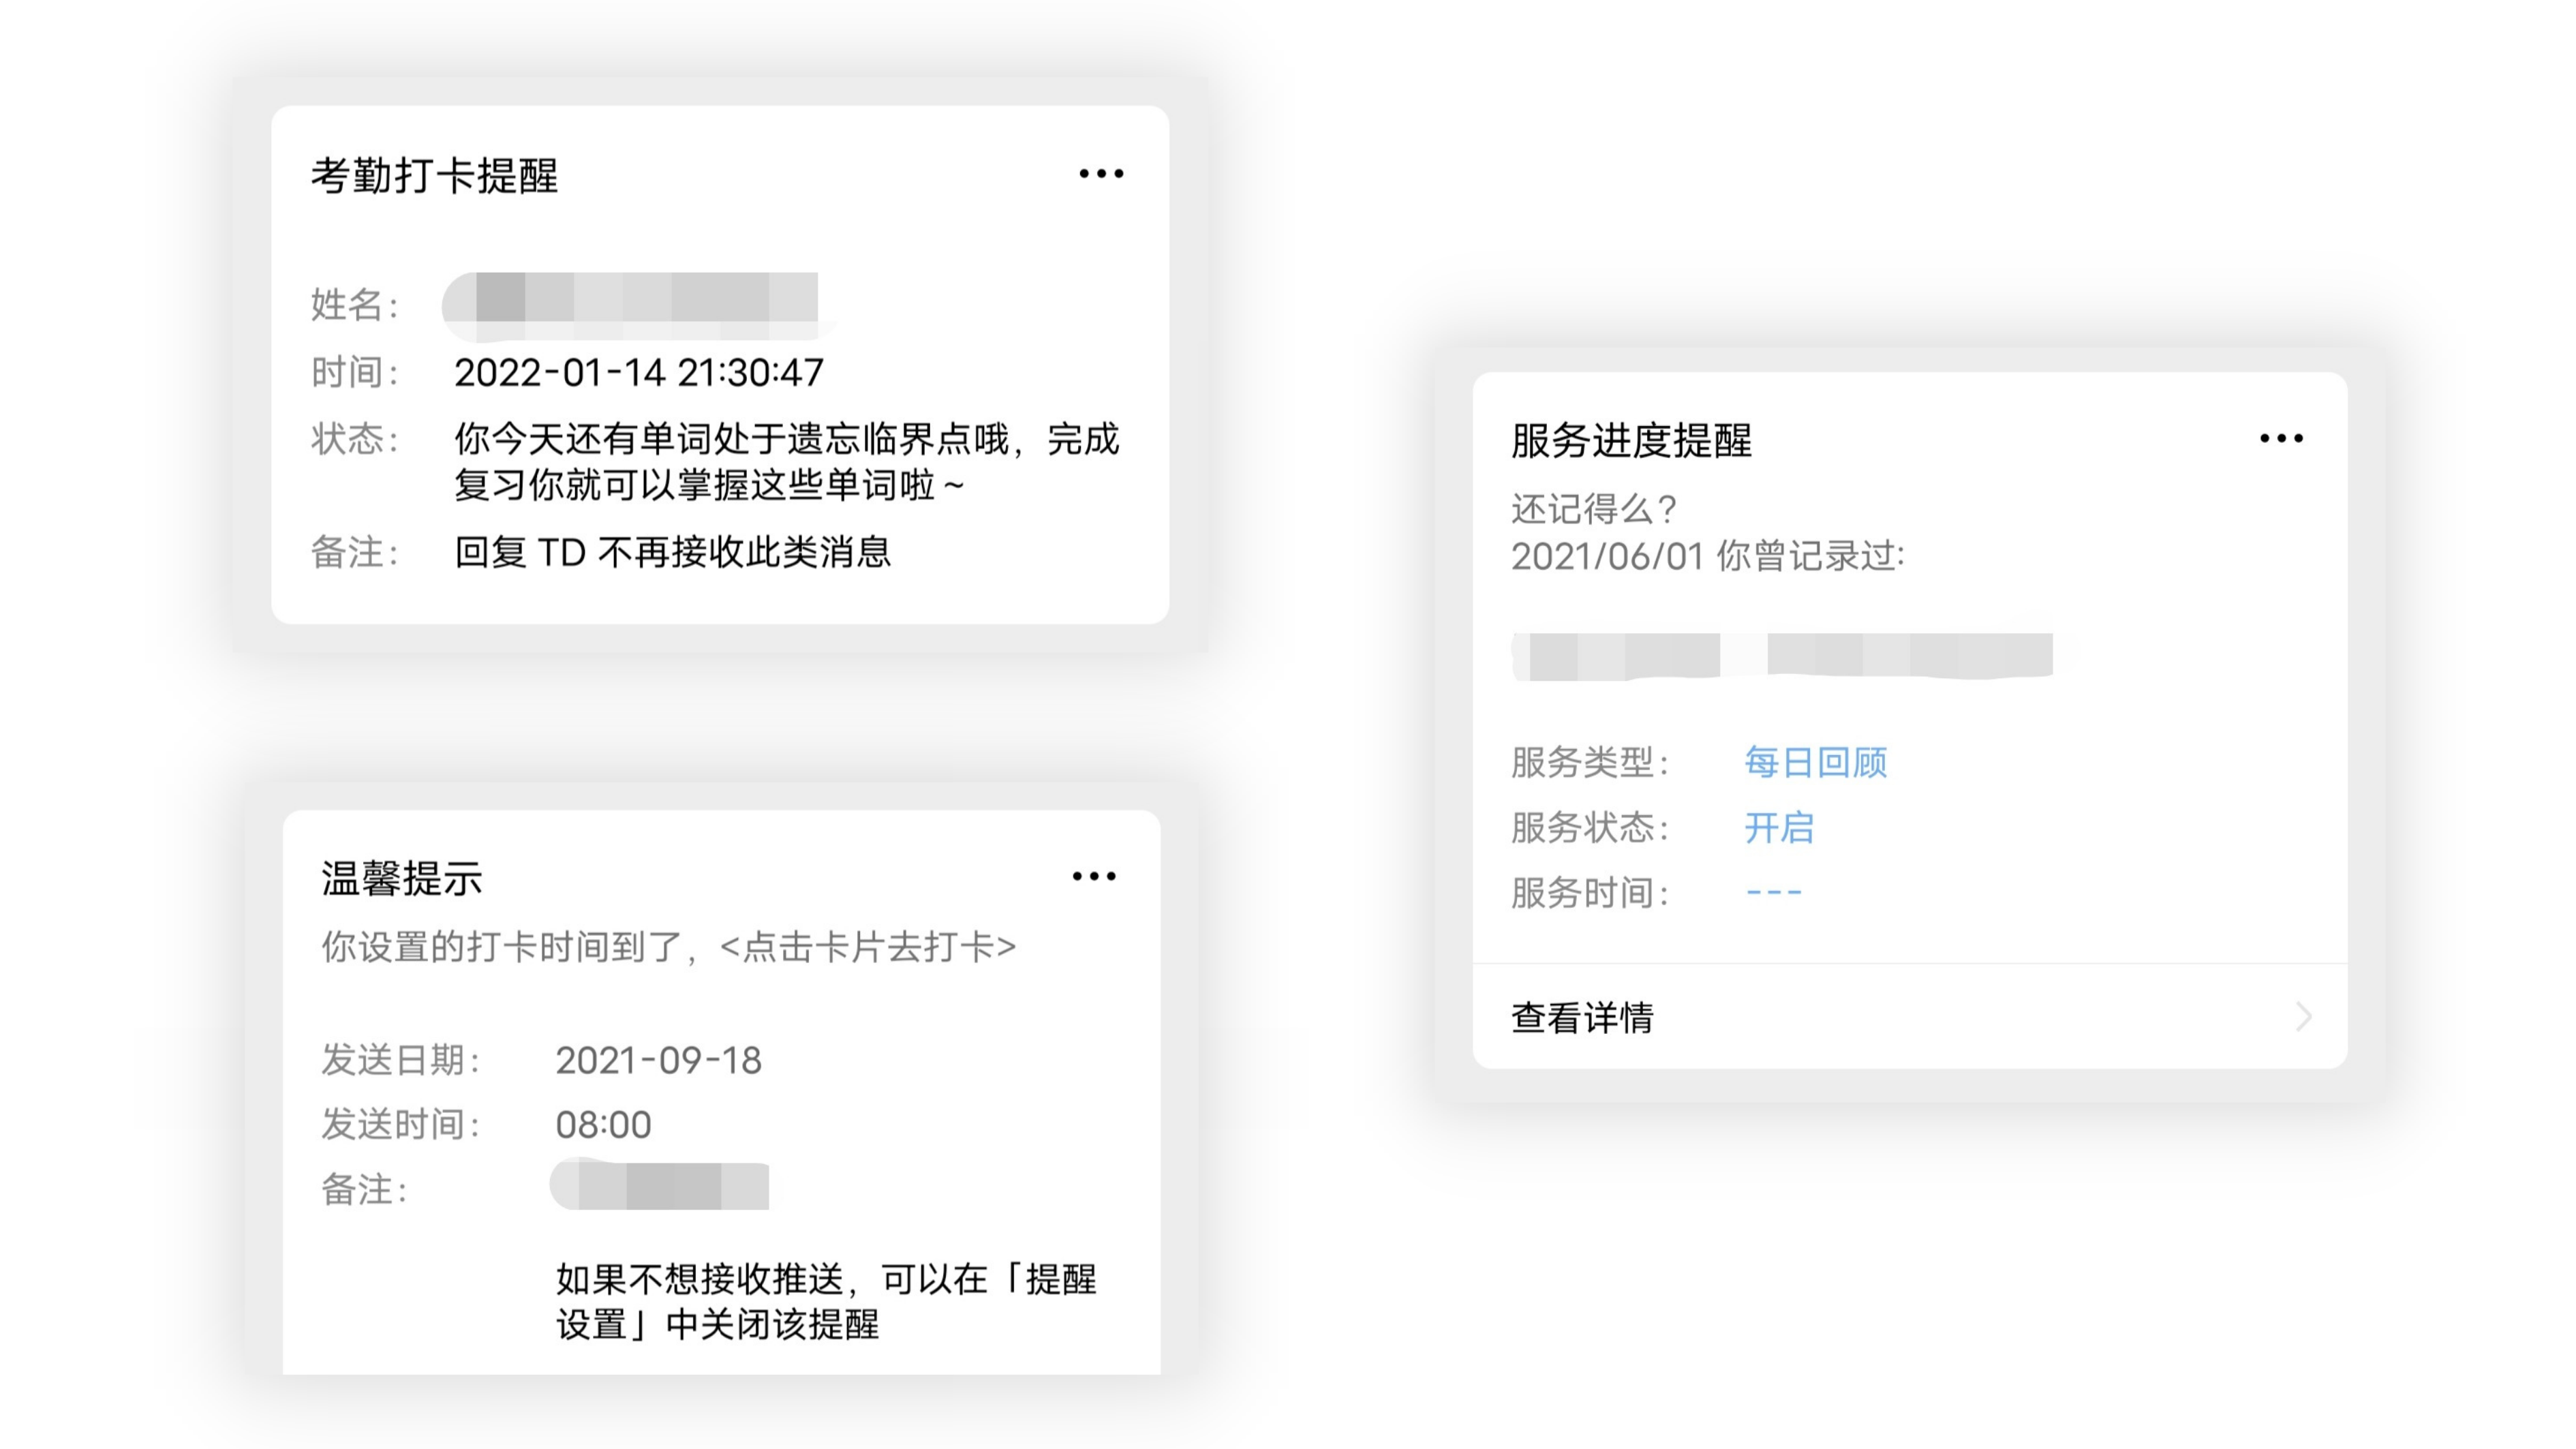 考勤打卡提醒
姓名：
时间： 2022-01-14 21:30:47
状态： 你今天还有单词处于遗忘临界点哦，完成
复习你就可以掌握这些单词啦～
备注： 回复 TD 不再接收此类消息
温馨提示
你设置的打卡时间到了，<点击卡片去打卡>
发送日期： 2021-09-18
发送时间： 08:00
备注：
如果不想接收推送，可以在「提醒
设置」中关闭该提醒
服务进度提醒
还记得么？
2021/06/01 你曾记录过:
服务类型： 每日回顾
服务状态： 开启
服务时间： ---
查看详情